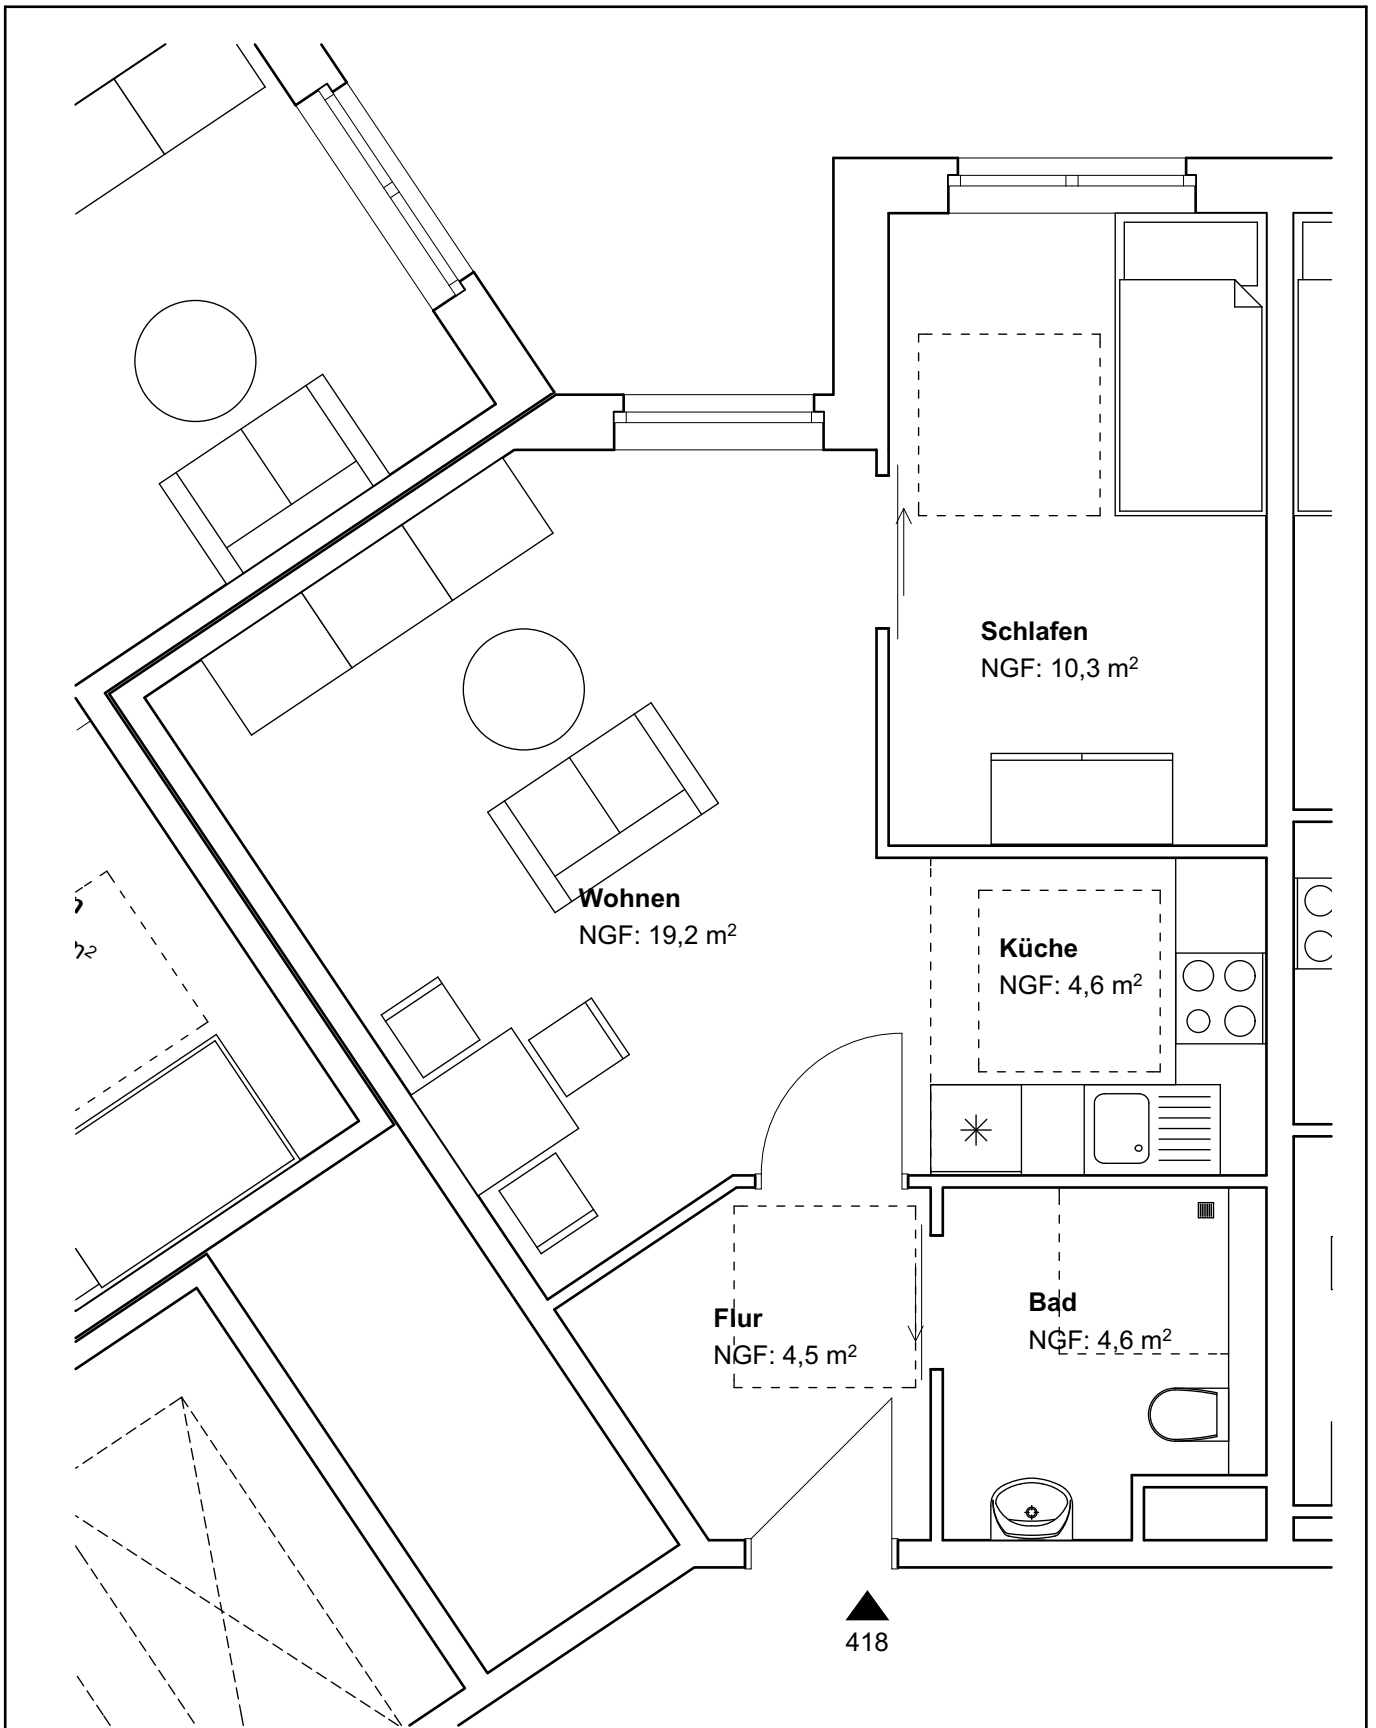 Schlafen
NGF: 10,3 m²
Wohnen
NGF: 19,2 m²
Küche
NGF: 4,6 m²
Flur
NGF: 4,5 m²
Bad
NGF: 4,6 m²
418